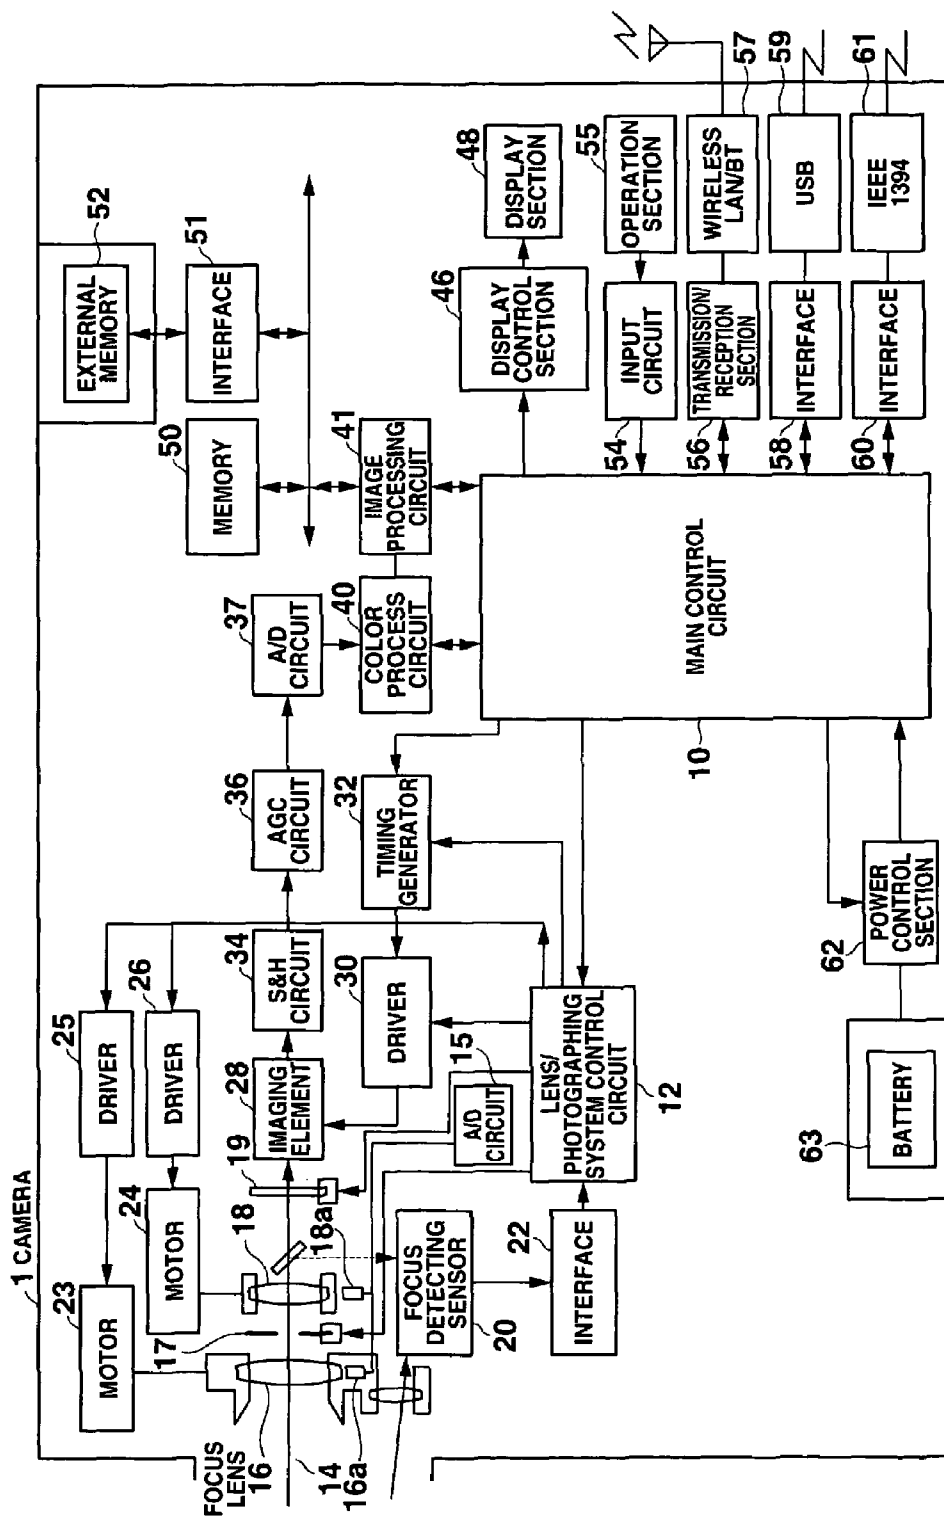 1 CAMERA
FOCUS
LENS
16
14
16a
17
18
18a
19
23
MOTOR
24
MOTOR
25
DRIVER
26
DRIVER
28
IMAGING
ELEMENT
34
S&H
CIRCUIT
36
AGC
CIRCUIT
37
A/D
CIRCUIT
30
DRIVER
32
TIMING
GENERATOR
40
COLOR
PROCESS
CIRCUIT
41
IMAGE
PROCESSING
CIRCUIT
50
MEMORY
51
INTERFACE
52
EXTERNAL
MEMORY
FOCUS
DETECTING
SENSOR
20
22
INTERFACE
15
A/D
CIRCUIT
LENS/
PHOTOGRAPHING
SYSTEM CONTROL
CIRCUIT
12
MAIN CONTROL
CIRCUIT
10
46
DISPLAY
CONTROL
SECTION
48
DISPLAY
SECTION
54
INPUT
CIRCUIT
55
OPERATION
SECTION
56
TRANSMISSION/
RECEPTION
SECTION
57
WIRELESS
LAN/BT
58
INTERFACE
59
USB
60
INTERFACE
61
IEEE
1394
62
POWER
CONTROL
SECTION
63
BATTERY